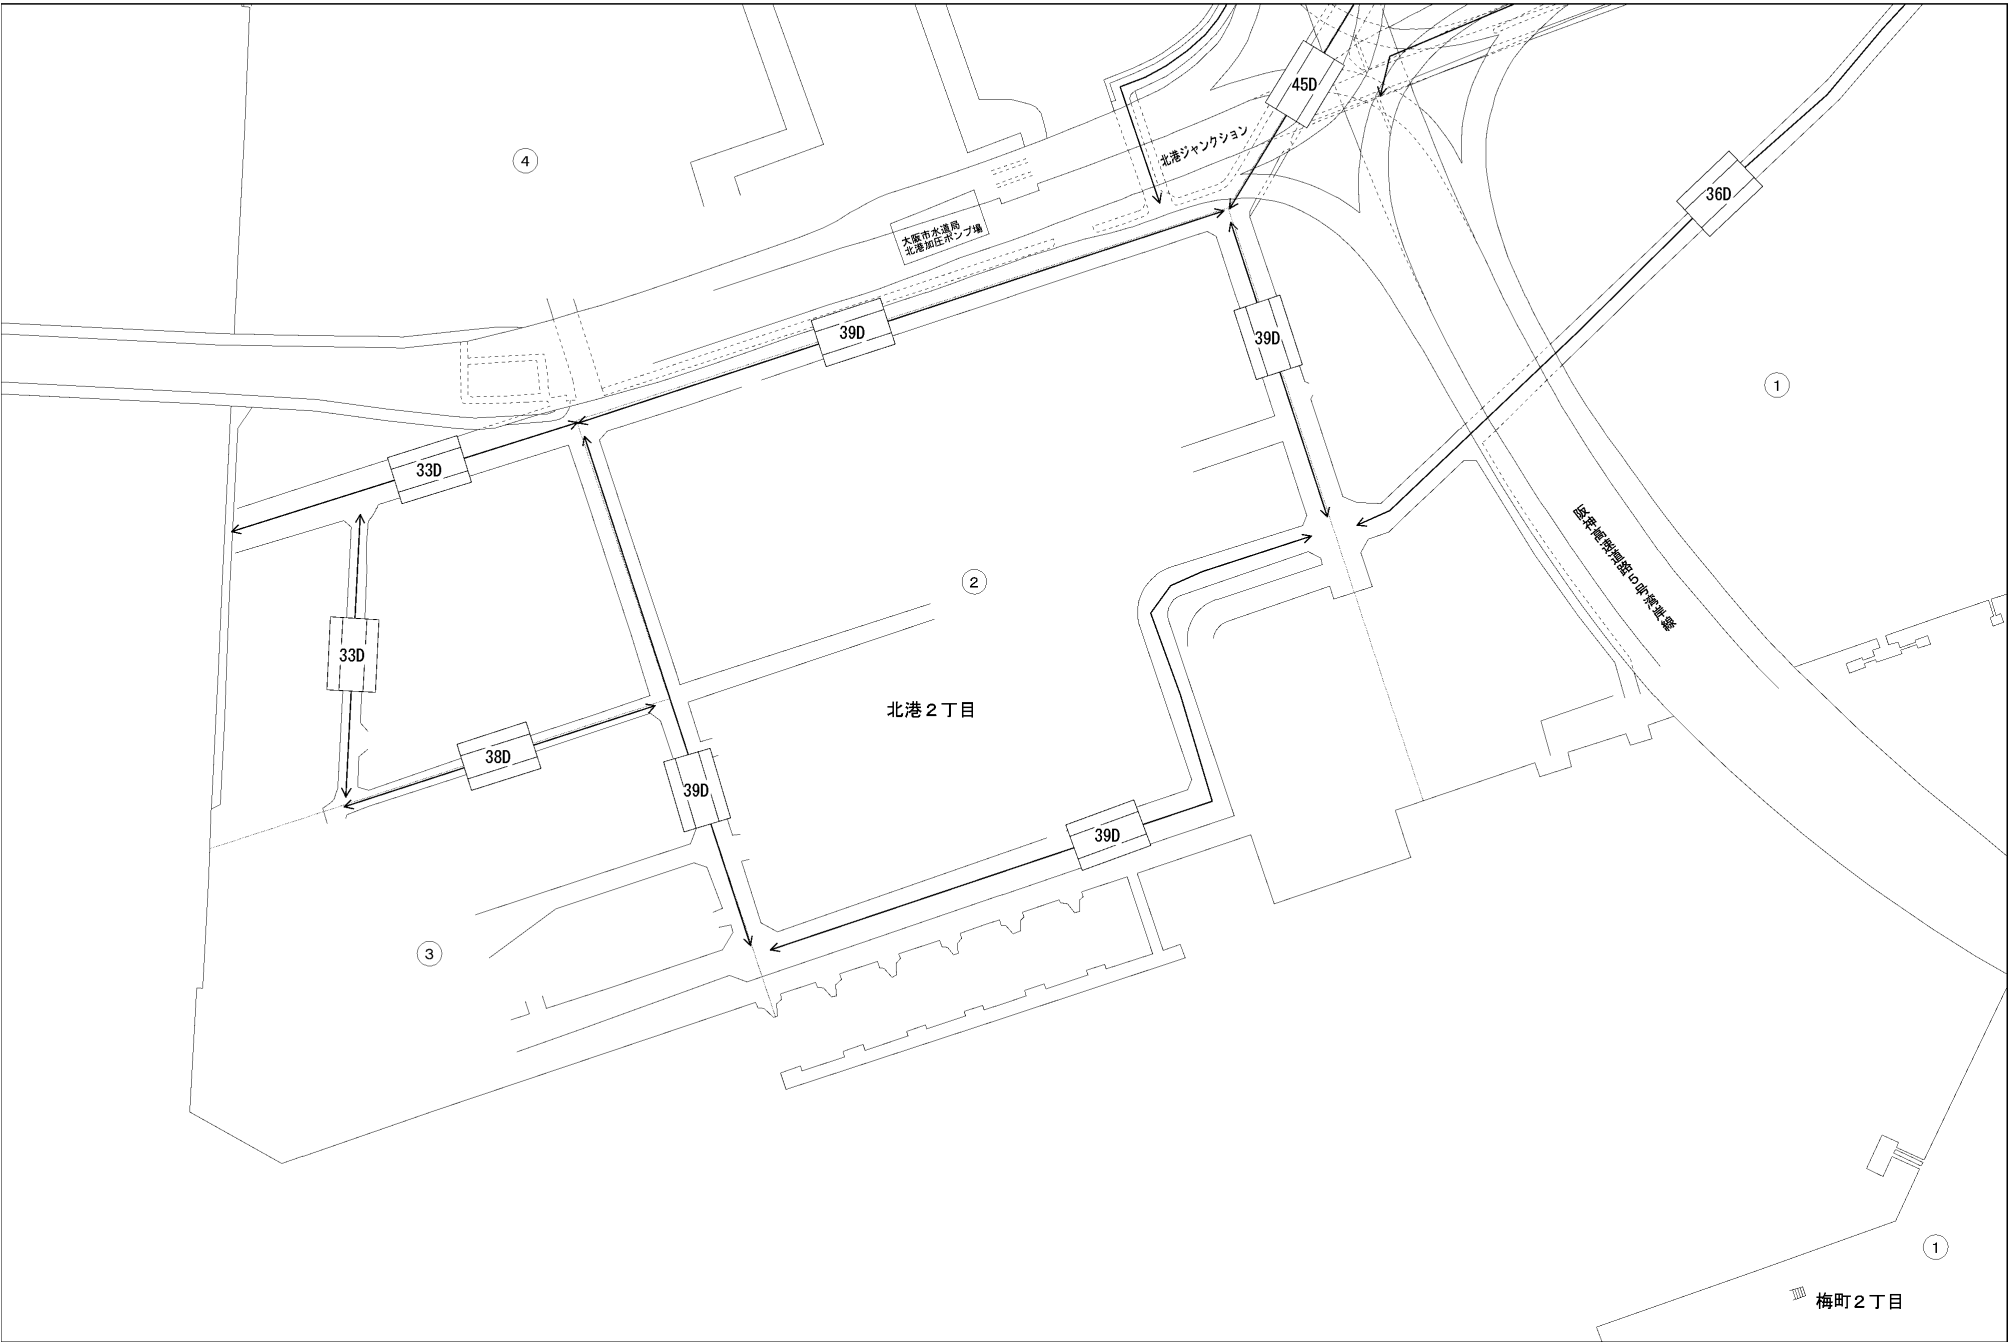 45D
④
北港ジャンクション
36D
大阪市水道局
北港加圧ポンプ場
39D
39D
①
33D
阪神高速道路5号湾岸線
②
33D
北港２丁目
38D
39D
39D
③
①
梅町２丁目